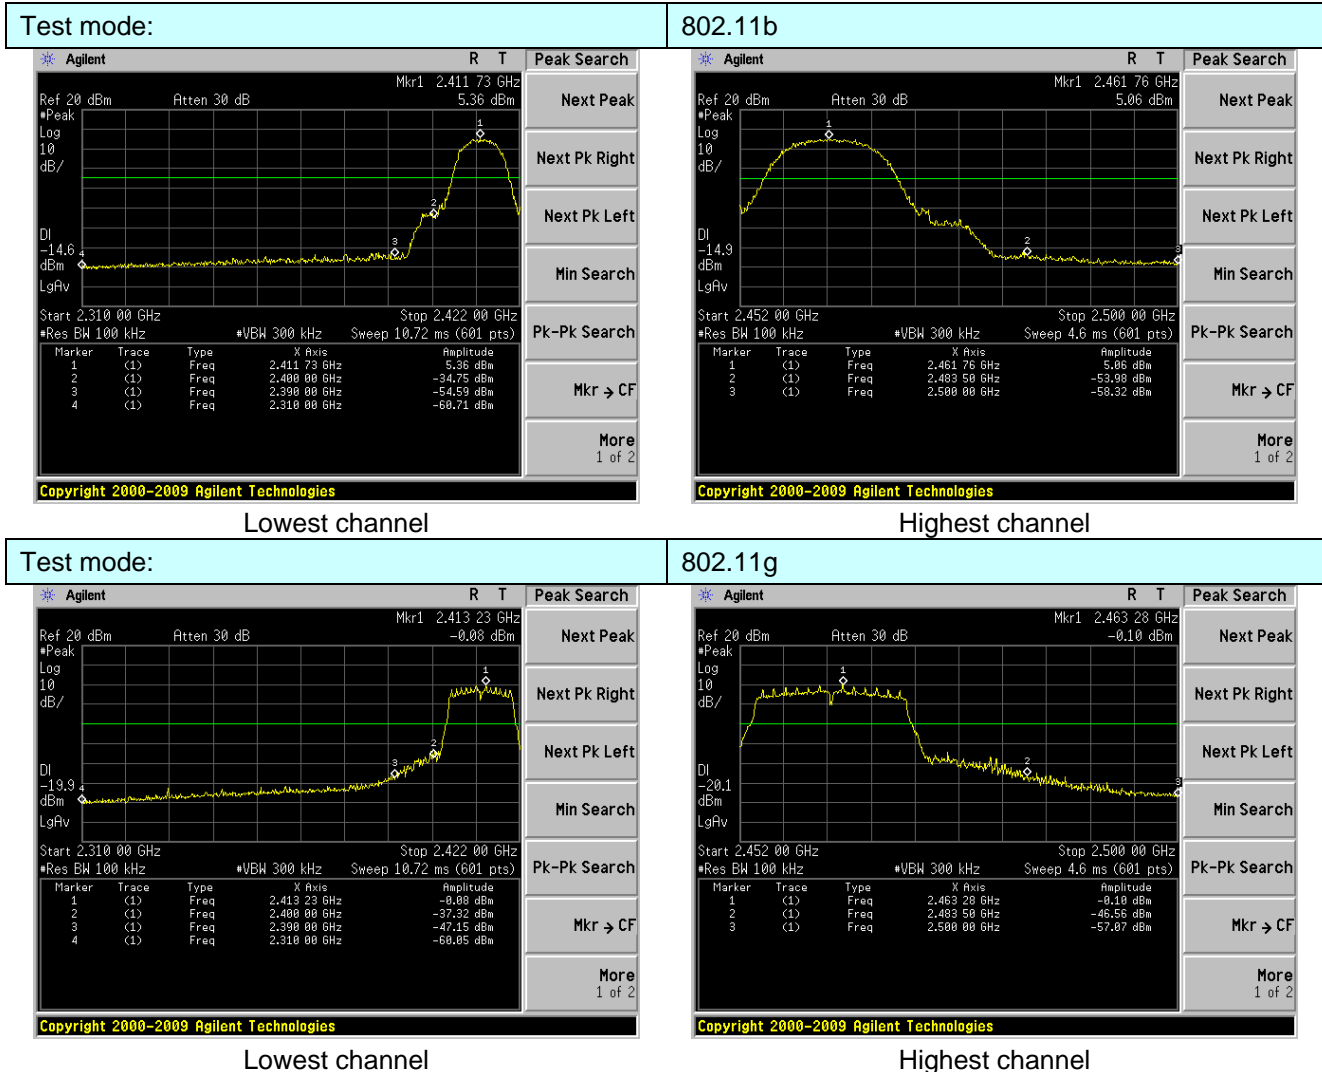 Test mode: 802.11b
Agilent R T Peak Search
Mkr1 2.411 73 GHz
Ref 20 dBm Atten 30 dB 5.36 dBm
#Peak
Log
10
dB/
DI
-14.6
dBm
LgAv
1
2
3
4
Start 2.310 00 GHz Stop 2.422 00 GHz
#Res BW 100 kHz #VBW 300 kHz Sweep 10.72 ms (601 pts)
Marker Trace Type X Axis Amplitude
1 (1) Freq 2.411 73 GHz 5.36 dBm
2 (1) Freq 2.400 00 GHz -34.75 dBm
3 (1) Freq 2.390 00 GHz -54.59 dBm
4 (1) Freq 2.310 00 GHz -60.71 dBm
Next Peak
Next Pk Right
Next Pk Left
Min Search
Pk-Pk Search
Mkr → CF
More
1 of 2
Copyright 2000-2009 Agilent Technologies
Lowest channel
Agilent R T Peak Search
Mkr1 2.461 76 GHz
Ref 20 dBm Atten 30 dB 5.06 dBm
#Peak
Log
10
dB/
DI
-14.9
dBm
LgAv
1
2
3
Start 2.452 00 GHz Stop 2.500 00 GHz
#Res BW 100 kHz #VBW 300 kHz Sweep 4.6 ms (601 pts)
Marker Trace Type X Axis Amplitude
1 (1) Freq 2.461 76 GHz 5.06 dBm
2 (1) Freq 2.483 50 GHz -53.98 dBm
3 (1) Freq 2.500 00 GHz -58.32 dBm
Next Peak
Next Pk Right
Next Pk Left
Min Search
Pk-Pk Search
Mkr → CF
More
1 of 2
Copyright 2000-2009 Agilent Technologies
Highest channel
Test mode: 802.11g
Agilent R T Peak Search
Mkr1 2.413 23 GHz
Ref 20 dBm Atten 30 dB -0.08 dBm
#Peak
Log
10
dB/
DI
-19.9
dBm
LgAv
1
2
3
4
Start 2.310 00 GHz Stop 2.422 00 GHz
#Res BW 100 kHz #VBW 300 kHz Sweep 10.72 ms (601 pts)
Marker Trace Type X Axis Amplitude
1 (1) Freq 2.413 23 GHz -0.08 dBm
2 (1) Freq 2.400 00 GHz -37.32 dBm
3 (1) Freq 2.390 00 GHz -47.15 dBm
4 (1) Freq 2.310 00 GHz -60.05 dBm
Next Peak
Next Pk Right
Next Pk Left
Min Search
Pk-Pk Search
Mkr → CF
More
1 of 2
Copyright 2000-2009 Agilent Technologies
Lowest channel
Agilent R T Peak Search
Mkr1 2.463 28 GHz
Ref 20 dBm Atten 30 dB -0.10 dBm
#Peak
Log
10
dB/
DI
-20.1
dBm
LgAv
1
2
3
Start 2.452 00 GHz Stop 2.500 00 GHz
#Res BW 100 kHz #VBW 300 kHz Sweep 4.6 ms (601 pts)
Marker Trace Type X Axis Amplitude
1 (1) Freq 2.463 28 GHz -0.10 dBm
2 (1) Freq 2.483 50 GHz -46.56 dBm
3 (1) Freq 2.500 00 GHz -57.07 dBm
Next Peak
Next Pk Right
Next Pk Left
Min Search
Pk-Pk Search
Mkr → CF
More
1 of 2
Copyright 2000-2009 Agilent Technologies
Highest channel